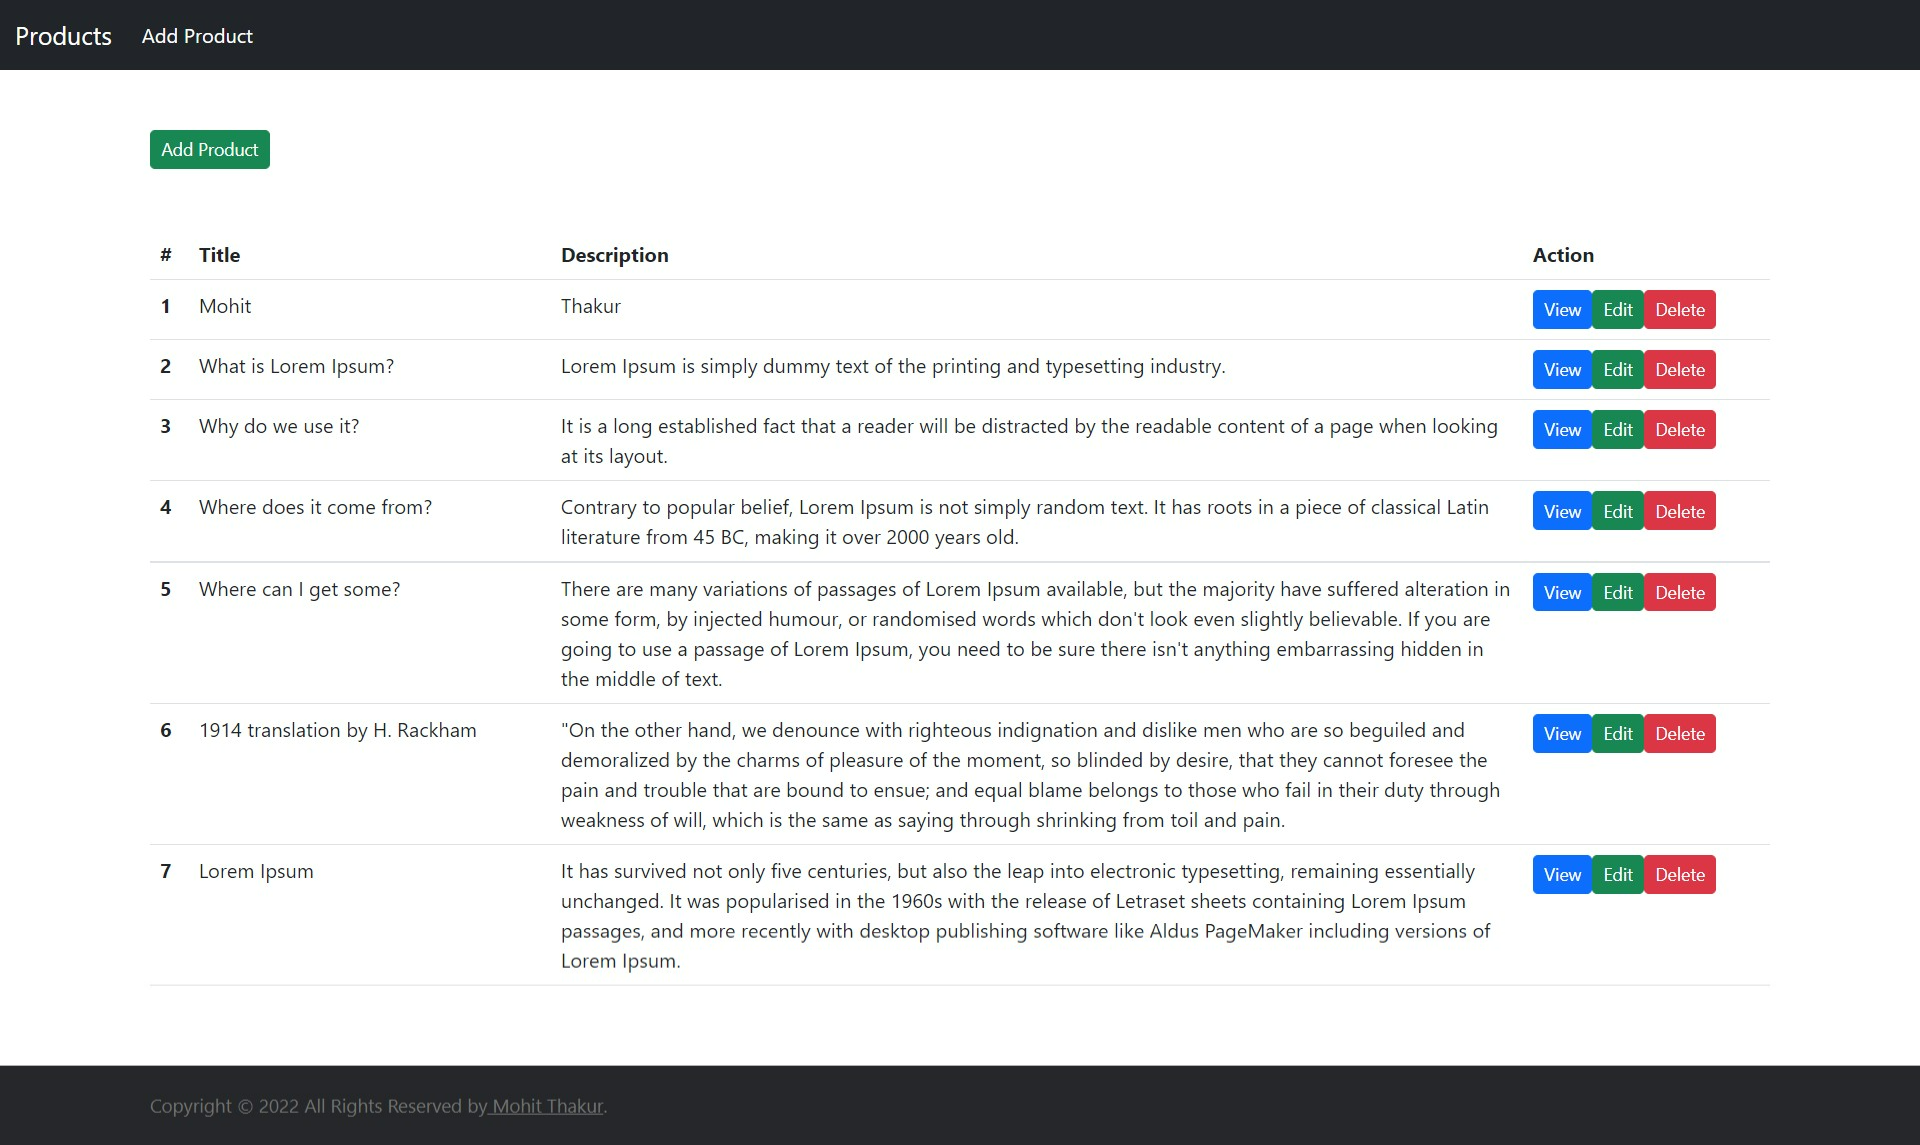 Products Add Product
Add Product
# Title Description Action
1 Mohit Thakur View Edit Delete
2 What is Lorem Ipsum? Lorem Ipsum is simply dummy text of the printing and typesetting industry. View Edit Delete
3 Why do we use it? It is a long established fact that a reader will be distracted by the readable content of a page when looking View Edit Delete
at its layout.
4 Where does it come from? Contrary to popular belief, Lorem Ipsum is not simply random text. It has roots in a piece of classical Latin View Edit Delete
literature from 45 BC, making it over 2000 years old.
5 Where can I get some? There are many variations of passages of Lorem Ipsum available, but the majority have suffered alteration in View Edit Delete
some form, by injected humour, or randomised words which don't look even slightly believable. If you are
going to use a passage of Lorem Ipsum, you need to be sure there isn't anything embarrassing hidden in
the middle of text.
6 1914 translation by H. Rackham "On the other hand, we denounce with righteous indignation and dislike men who are so beguiled and View Edit Delete
demoralized by the charms of pleasure of the moment, so blinded by desire, that they cannot foresee the
pain and trouble that are bound to ensue; and equal blame belongs to those who fail in their duty through
weakness of will, which is the same as saying through shrinking from toil and pain.
7 Lorem Ipsum It has survived not only five centuries, but also the leap into electronic typesetting, remaining essentially View Edit Delete
unchanged. It was popularised in the 1960s with the release of Letraset sheets containing Lorem Ipsum
passages, and more recently with desktop publishing software like Aldus PageMaker including versions of
Lorem Ipsum.
Copyright © 2022 All Rights Reserved by Mohit Thakur.